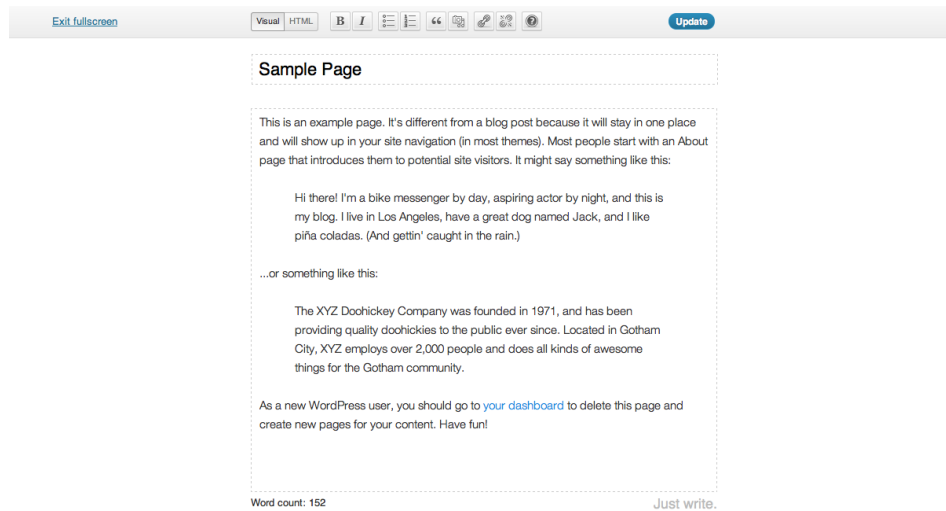 Exit fullscreen
Visual HTML B I “ ?
Update
Sample Page
This is an example page. It's different from a blog post because it will stay in one place
and will show up in your site navigation (in most themes). Most people start with an About
page that introduces them to potential site visitors. It might say something like this:
Hi there! I'm a bike messenger by day, aspiring actor by night, and this is
my blog. I live in Los Angeles, have a great dog named Jack, and I like
piña coladas. (And gettin' caught in the rain.)
...or something like this:
The XYZ Doohickey Company was founded in 1971, and has been
providing quality doohickies to the public ever since. Located in Gotham
City, XYZ employs over 2,000 people and does all kinds of awesome
things for the Gotham community.
As a new WordPress user, you should go to your dashboard to delete this page and
create new pages for your content. Have fun!
Word count: 152
Just write.